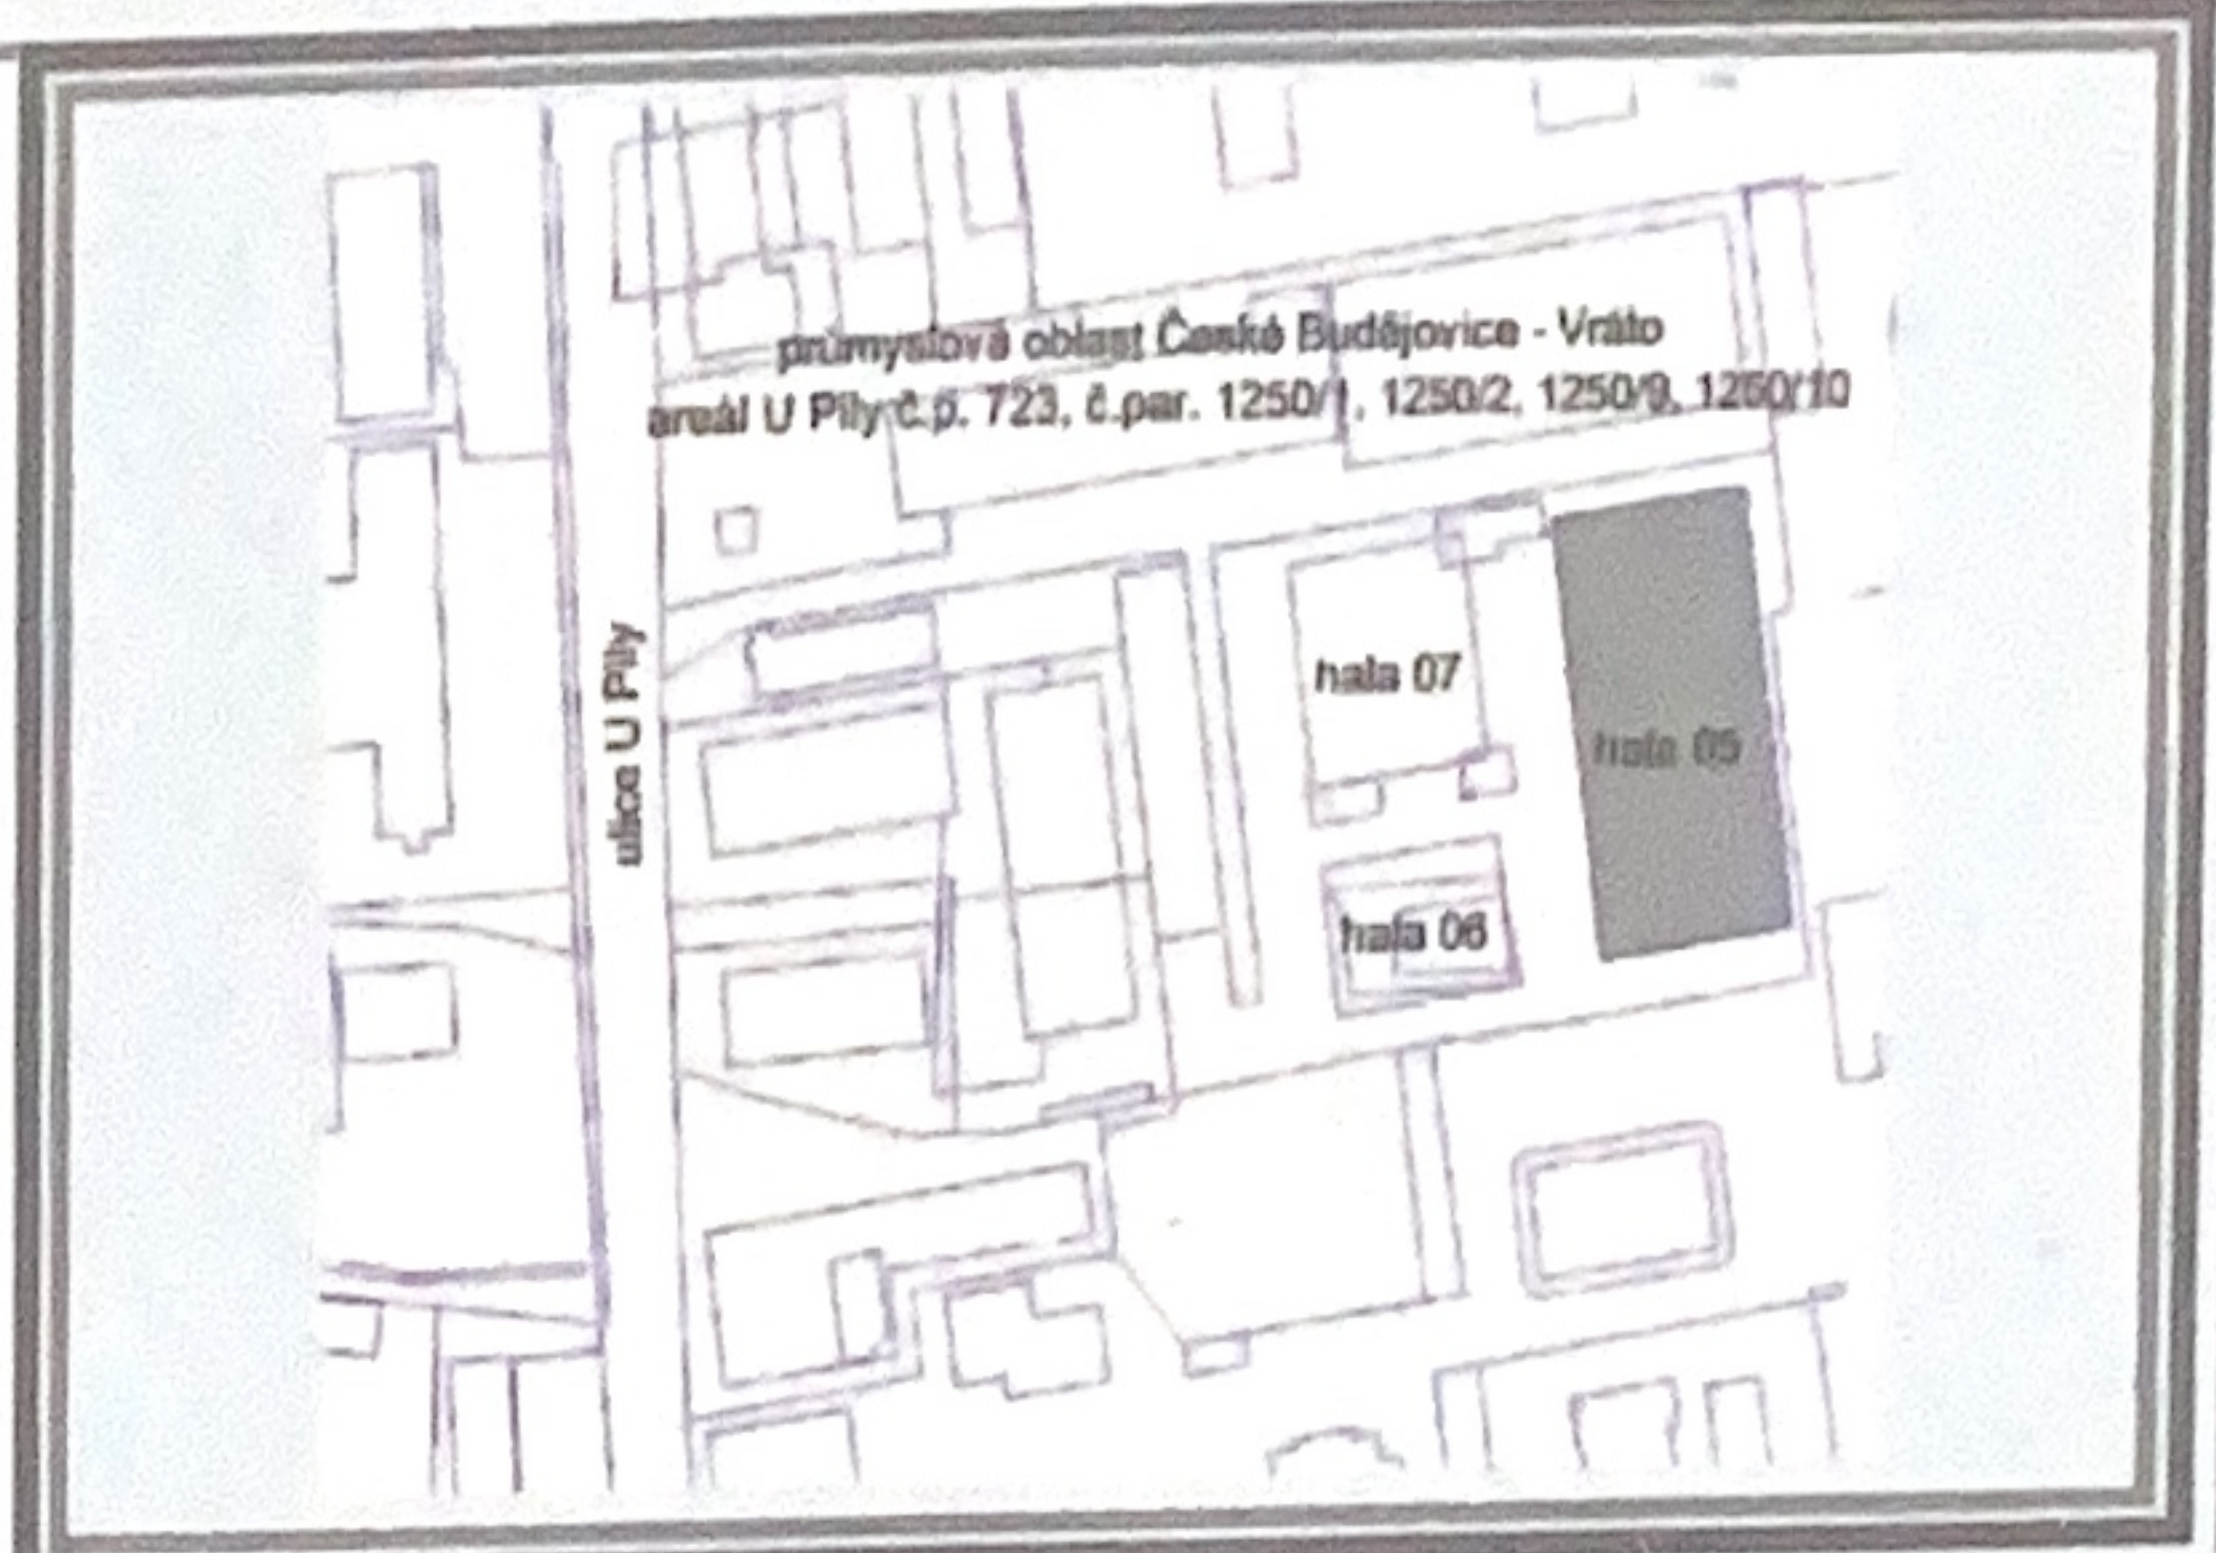 průmyslová oblast České Budějovice - Vráto
areál U Pily č.p. 723, č.par. 1250/1, 1250/2, 1250/9, 1250/10
ulice U Pily
hala 07
hala 05
hala 06